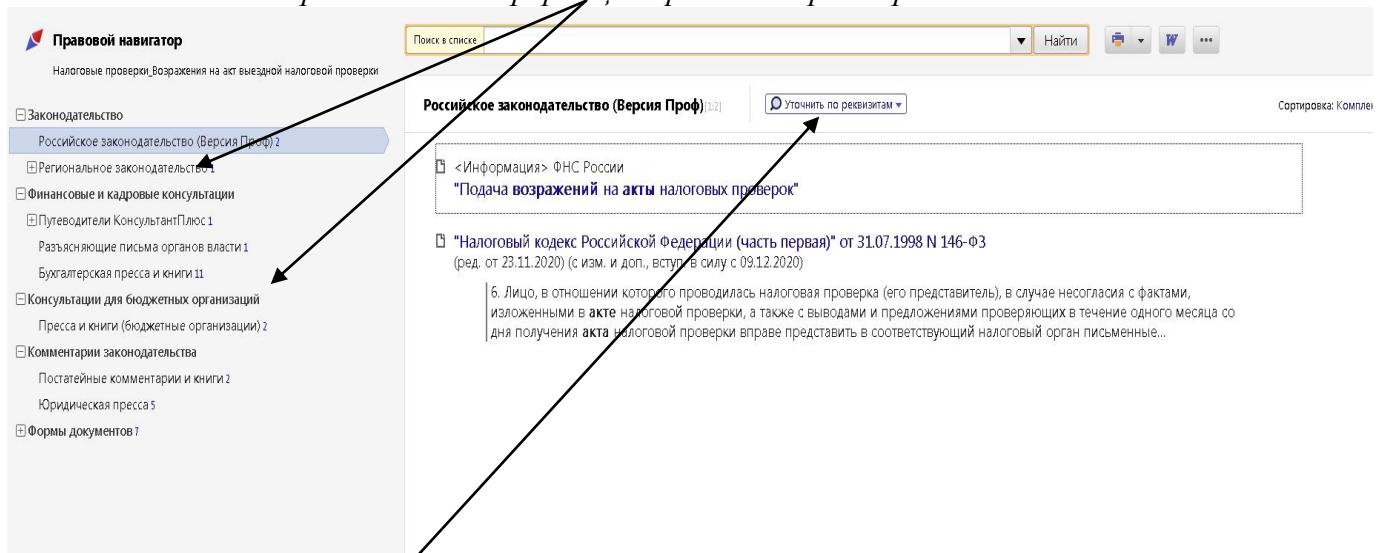 Правовой навигатор
Налоговые проверки_Возражения на акт выездной налоговой проверки
Поиск в списке
Найти
W
Законодательство
Российское законодательство (Версия Проф) 2
Региональное законодательство 1
Финансовые и кадровые консультации
Путеводители КонсультантПлюс 1
Разъясняющие письма органов власти 1
Бухгалтерская пресса и книги 11
Консультации для бюджетных организаций
Пресса и книги (бюджетные организации) 2
Комментарии законодательства
Постатейные комментарии и книги 2
Юридическая пресса 5
Формы документов 7
Российское законодательство (Версия Проф) [1:2]
Уточнить по реквизитам
Сортировка: Комплек
<Информация> ФНС России
"Подача возражений на акты налоговых проверок"
"Налоговый кодекс Российской Федерации (часть первая)" от 31.07.1998 N 146-ФЗ
(ред. от 23.11.2020) (с изм. и доп., вступ. в силу с 09.12.2020)
6. Лицо, в отношении которого проводилась налоговая проверка (его представитель), в случае несогласия с фактами,
изложенными в акте налоговой проверки, а также с выводами и предложениями проверяющих в течение одного месяца со
дня получения акта налоговой проверки вправе представить в соответствующий налоговый орган письменные...